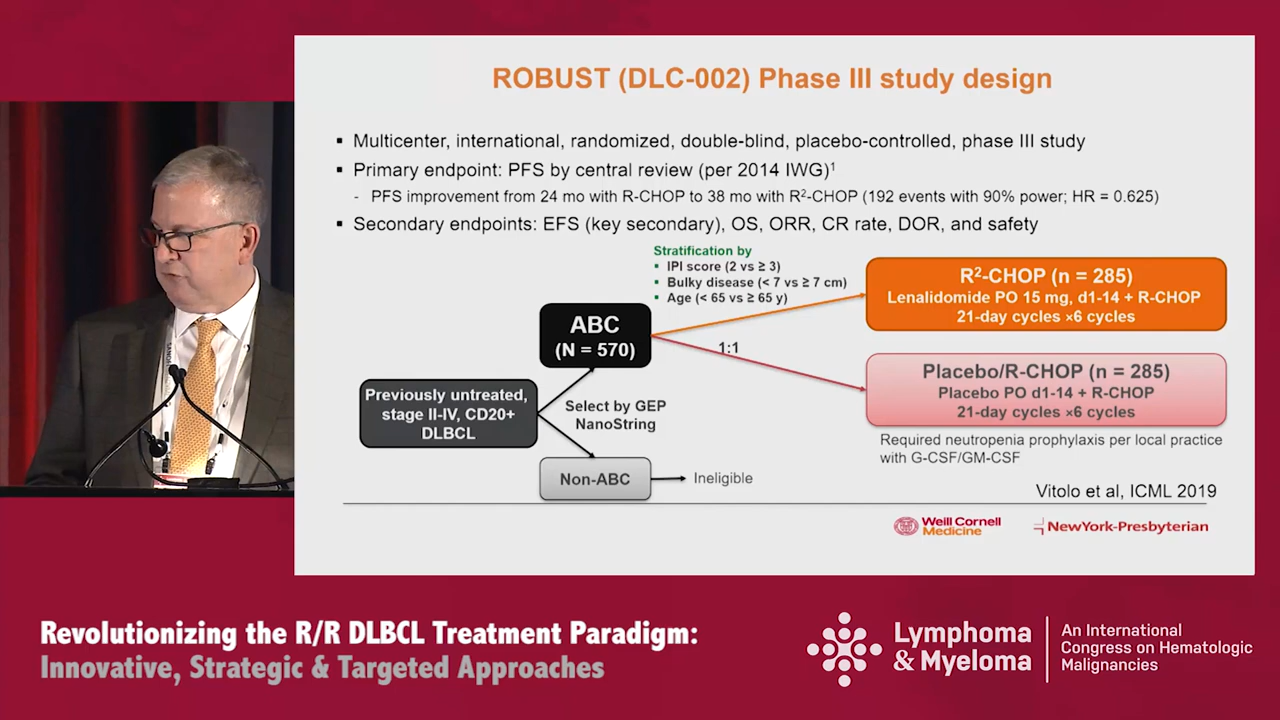 ROBUST (DLC-002) Phase III study design
▪ Multicenter, international, randomized, double-blind, placebo-controlled, phase III study
▪ Primary endpoint: PFS by central review (per 2014 IWG)¹
- PFS improvement from 24 mo with R-CHOP to 38 mo with R²-CHOP (192 events with 90% power; HR = 0.625)
▪ Secondary endpoints: EFS (key secondary), OS, ORR, CR rate, DOR, and safety
Stratification by
▪ IPI score (2 vs ≥ 3)
▪ Bulky disease (< 7 vs ≥ 7 cm)
▪ Age (< 65 vs ≥ 65 y)
R²-CHOP (n = 285)
Lenalidomide PO 15 mg, d1-14 + R-CHOP
21-day cycles ×6 cycles
ABC
(N = 570)
1:1
Placebo/R-CHOP (n = 285)
Placebo PO d1-14 + R-CHOP
21-day cycles ×6 cycles
Previously untreated,
stage II-IV, CD20+
DLBCL
Select by GEP
NanoString
Required neutropenia prophylaxis per local practice
with G-CSF/GM-CSF
Non-ABC
Ineligible
Vitolo et al, ICML 2019
Weill Cornell
Medicine
NewYork-Presbyterian
Revolutionizing the R/R DLBCL Treatment Paradigm:
Innovative, Strategic & Targeted Approaches
Lymphoma
& Myeloma
An International
Congress on Hematologic
Malignancies